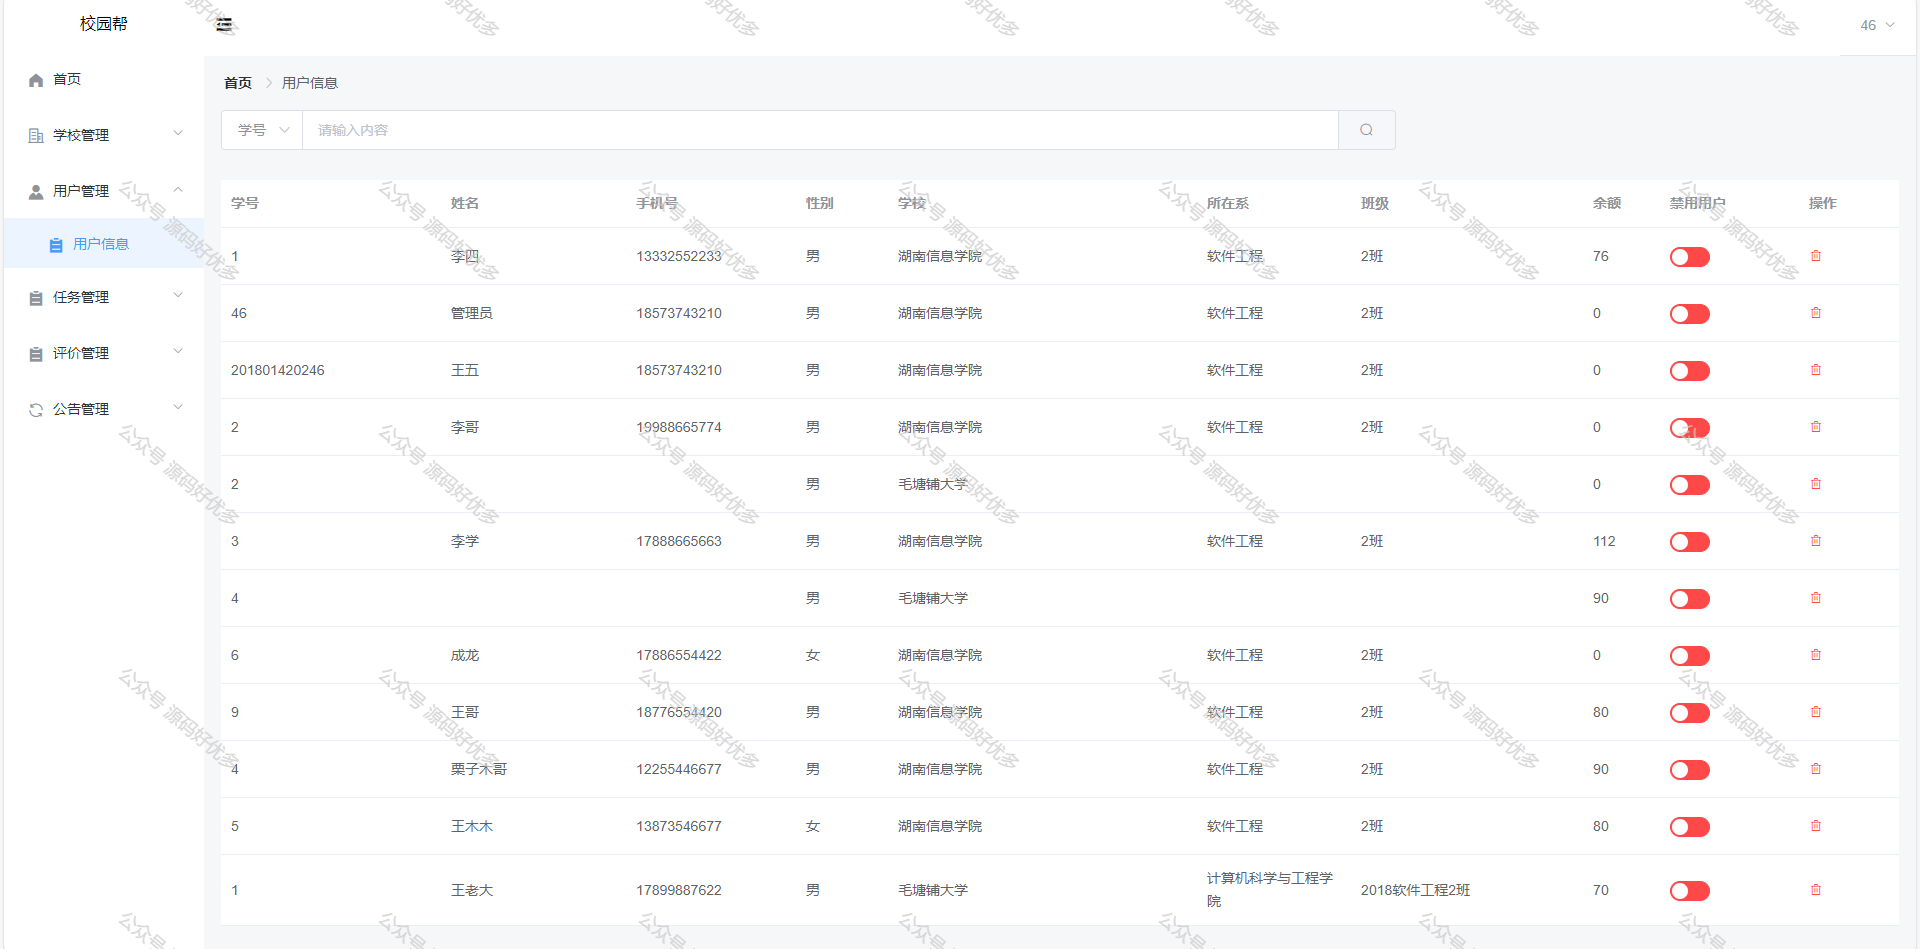 校园帮
46
首页
学校管理
用户管理
用户信息
任务管理
评价管理
公告管理
首页 > 用户信息
学号 请输入内容
学号 姓名 手机号 性别 学校 所在系 班级 余额 禁用用户 操作
1 李四 13332552233 男 湖南信息学院 软件工程 2班 76
46 管理员 18573743210 男 湖南信息学院 软件工程 2班 0
201801420246 王五 18573743210 男 湖南信息学院 软件工程 2班 0
2 李哥 19988665774 男 湖南信息学院 软件工程 2班 0
2 男 毛塘铺大学 0
3 李学 17888665663 男 湖南信息学院 软件工程 2班 112
4 男 毛塘铺大学 90
6 成龙 17886554422 女 湖南信息学院 软件工程 2班 0
9 王哥 18776554420 男 湖南信息学院 软件工程 2班 80
4 栗子木哥 12255446677 男 湖南信息学院 软件工程 2班 90
5 王木木 13873546677 女 湖南信息学院 软件工程 2班 80
1 王老大 17899887622 男 毛塘铺大学 计算机科学与工程学院 2018软件工程2班 70
公众号 源码好优多